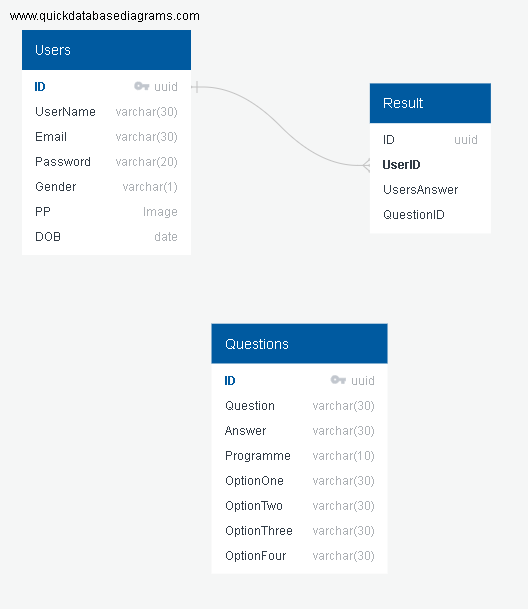 www.quickdatabasediagrams.com
Users
ID uuid
UserName varchar(30)
Email varchar(30)
Password varchar(20)
Gender varchar(1)
PP Image
DOB date
Result
ID uuid
UserID
UsersAnswer
QuestionID
Questions
ID uuid
Question varchar(30)
Answer varchar(30)
Programme varchar(10)
OptionOne varchar(30)
OptionTwo varchar(30)
OptionThree varchar(30)
OptionFour varchar(30)